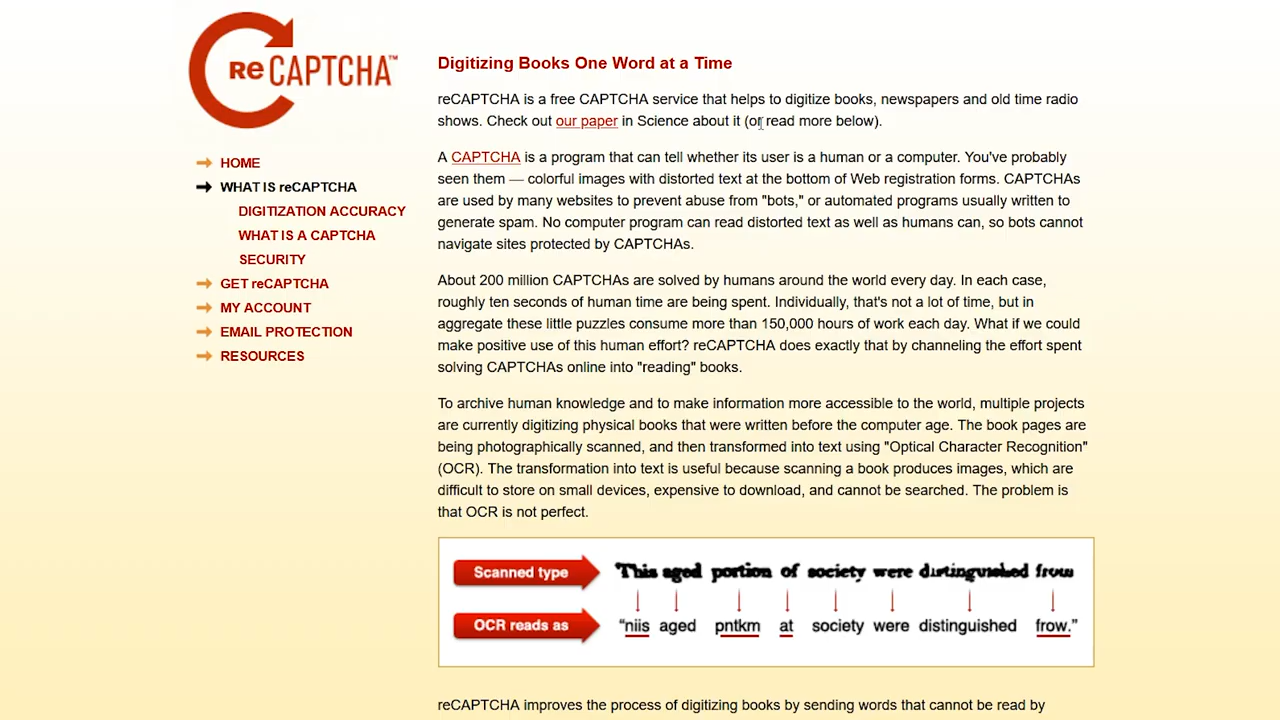 reCAPTCHA™
HOME
WHAT IS reCAPTCHA
DIGITIZATION ACCURACY
WHAT IS A CAPTCHA
SECURITY
GET reCAPTCHA
MY ACCOUNT
EMAIL PROTECTION
RESOURCES
Digitizing Books One Word at a Time
reCAPTCHA is a free CAPTCHA service that helps to digitize books, newspapers and old time radio
shows. Check out our paper in Science about it (or read more below).
A CAPTCHA is a program that can tell whether its user is a human or a computer. You've probably
seen them — colorful images with distorted text at the bottom of Web registration forms. CAPTCHAs
are used by many websites to prevent abuse from "bots," or automated programs usually written to
generate spam. No computer program can read distorted text as well as humans can, so bots cannot
navigate sites protected by CAPTCHAs.
About 200 million CAPTCHAs are solved by humans around the world every day. In each case,
roughly ten seconds of human time are being spent. Individually, that's not a lot of time, but in
aggregate these little puzzles consume more than 150,000 hours of work each day. What if we could
make positive use of this human effort? reCAPTCHA does exactly that by channeling the effort spent
solving CAPTCHAs online into "reading" books.
To archive human knowledge and to make information more accessible to the world, multiple projects
are currently digitizing physical books that were written before the computer age. The book pages are
being photographically scanned, and then transformed into text using "Optical Character Recognition"
(OCR). The transformation into text is useful because scanning a book produces images, which are
difficult to store on small devices, expensive to download, and cannot be searched. The problem is
that OCR is not perfect.
Scanned type
"This aged portion of society were distinguished from
OCR reads as
“niis aged pntkm at society were distinguished frow.”
reCAPTCHA improves the process of digitizing books by sending words that cannot be read by